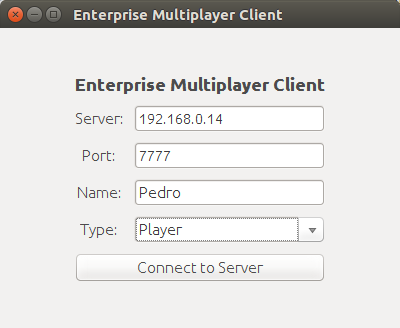 Enterprise Multiplayer Client
Enterprise Multiplayer Client
Server: 192.168.0.14
Port: 7777
Name: Pedro
Type: Player
Connect to Server